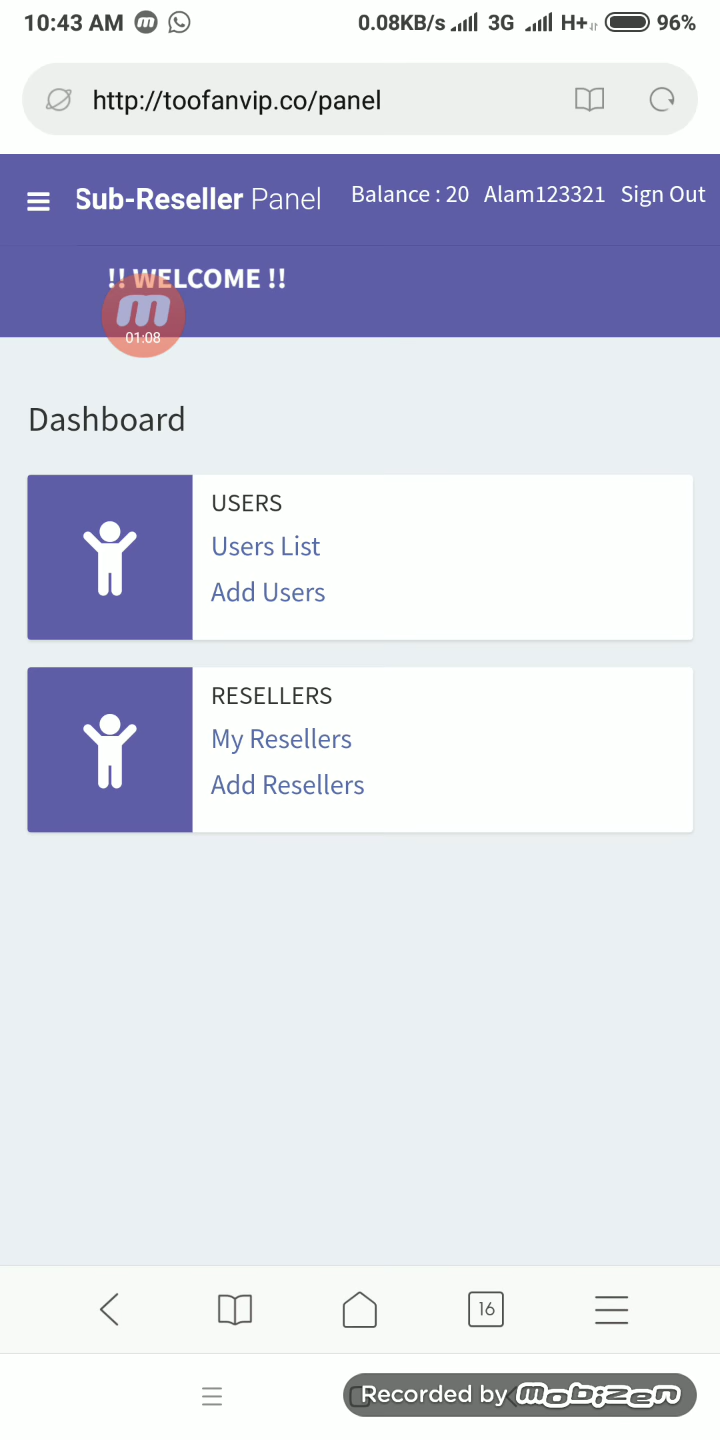 10:43 AM m 0.08KB/s 3G H+ 96%
http://toofanvip.co/panel
Sub-Reseller Panel Balance : 20 Alam123321 Sign Out
!! WELCOME !!
m
01:08
Dashboard
USERS
Users List
Add Users
RESELLERS
My Resellers
Add Resellers
16
Recorded by mobizen